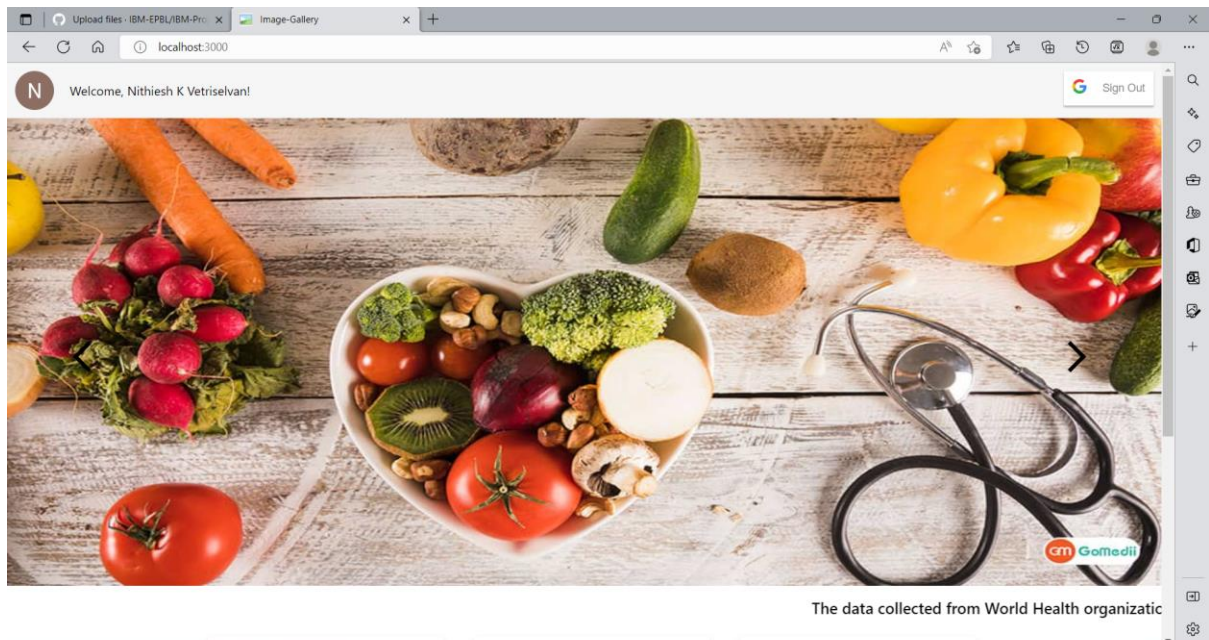 Upload files · IBM-EPBL/IBM-Pro
Image-Gallery
localhost:3000
N
Welcome, Nithiesh K Vetriselvan!
G Sign Out
GM GoMedii
The data collected from World Health organizatic